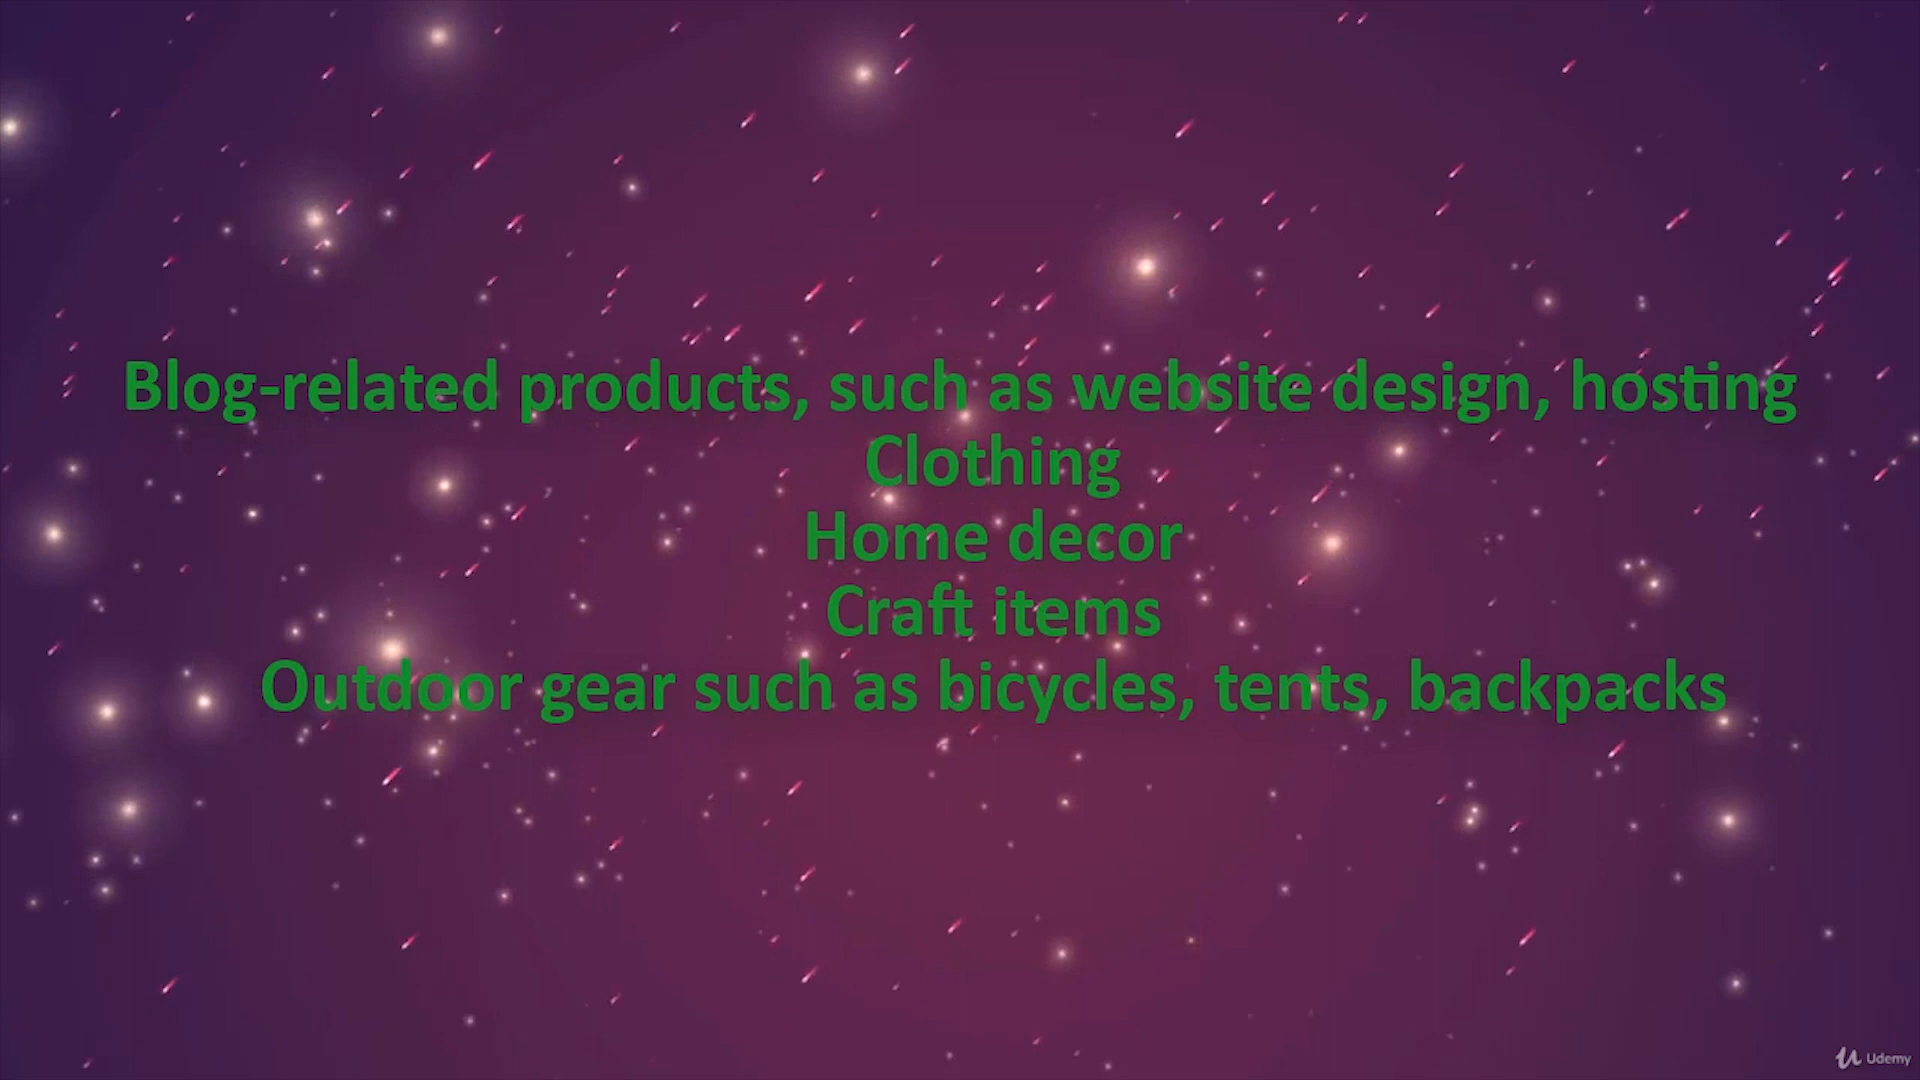 Blog-related products, such as website design, hosting
Clothing
Home decor
Craft items
Outdoor gear such as bicycles, tents, backpacks
Udemy